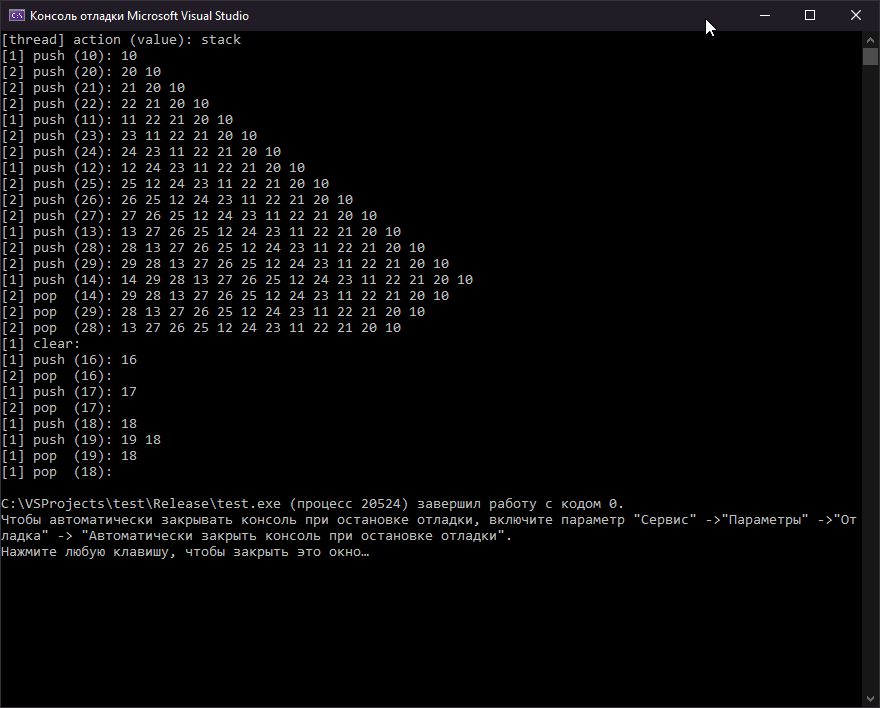 Консоль отладки Microsoft Visual Studio
[thread] action (value): stack
[1] push (10): 10
[2] push (20): 20 10
[2] push (21): 21 20 10
[2] push (22): 22 21 20 10
[1] push (11): 11 22 21 20 10
[2] push (23): 23 11 22 21 20 10
[2] push (24): 24 23 11 22 21 20 10
[1] push (12): 12 24 23 11 22 21 20 10
[2] push (25): 25 12 24 23 11 22 21 20 10
[2] push (26): 26 25 12 24 23 11 22 21 20 10
[2] push (27): 27 26 25 12 24 23 11 22 21 20 10
[1] push (13): 13 27 26 25 12 24 23 11 22 21 20 10
[2] push (28): 28 13 27 26 25 12 24 23 11 22 21 20 10
[2] push (29): 29 28 13 27 26 25 12 24 23 11 22 21 20 10
[1] push (14): 14 29 28 13 27 26 25 12 24 23 11 22 21 20 10
[2] pop  (14): 29 28 13 27 26 25 12 24 23 11 22 21 20 10
[2] pop  (29): 28 13 27 26 25 12 24 23 11 22 21 20 10
[2] pop  (28): 13 27 26 25 12 24 23 11 22 21 20 10
[1] clear:
[1] push (16): 16
[2] pop  (16):
[1] push (17): 17
[2] pop  (17):
[1] push (18): 18
[1] push (19): 19 18
[1] pop  (19): 18
[1] pop  (18):
C:\VSProjects\test\Release\test.exe (процесс 20524) завершил работу с кодом 0.
Чтобы автоматически закрывать консоль при остановке отладки, включите параметр "Сервис" ->"Параметры" ->"От
ладка" -> "Автоматически закрыть консоль при остановке отладки".
Нажмите любую клавишу, чтобы закрыть это окно…